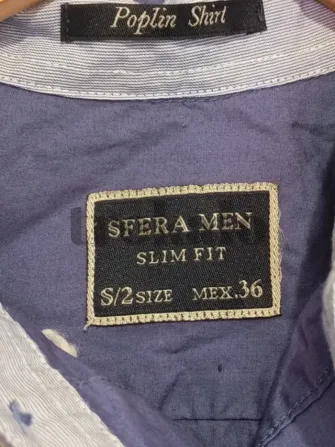 Poplin Shirt
SFERA MEN
SLIM FIT
S/2 SIZE MEX.36